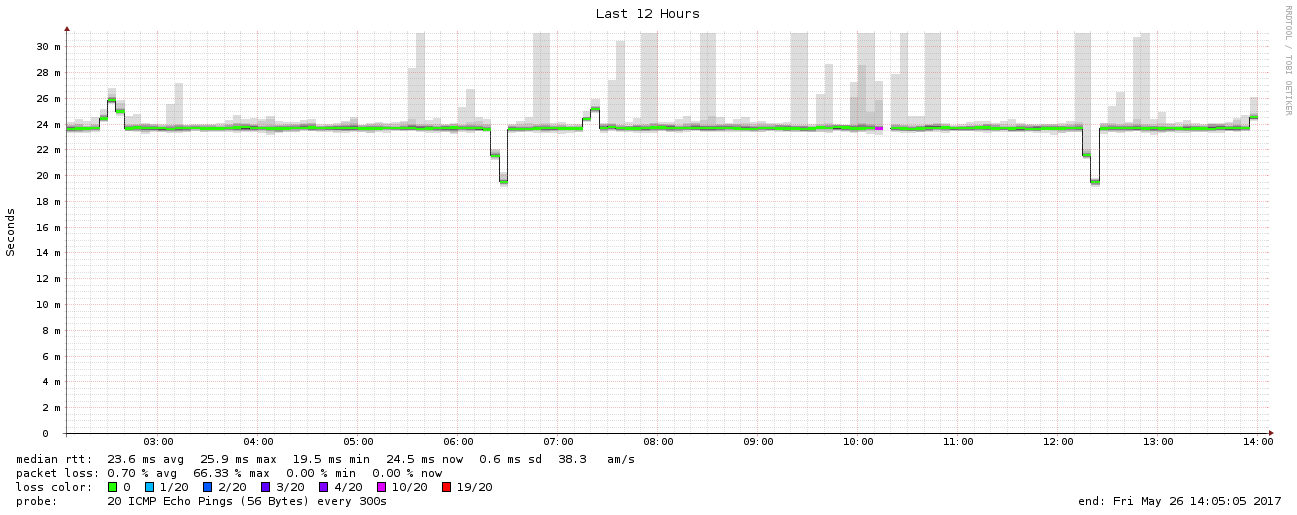 Last 12 Hours
RRDTOOL / TOBI OETIKER
Seconds
30 m
28 m
26 m
24 m
22 m
20 m
18 m
16 m
14 m
12 m
10 m
8 m
6 m
4 m
2 m
0
03:00 04:00 05:00 06:00 07:00 08:00 09:00 10:00 11:00 12:00 13:00 14:00
median rtt: 23.6 ms avg 25.9 ms max 19.5 ms min 24.5 ms now 0.6 ms sd 38.3 am/s
packet loss: 0.70 % avg 66.33 % max 0.00 % min 0.00 % now
loss color: 0 1/20 2/20 3/20 4/20 10/20 19/20
probe: 20 ICMP Echo Pings (56 Bytes) every 300s end: Fri May 26 14:05:05 2017